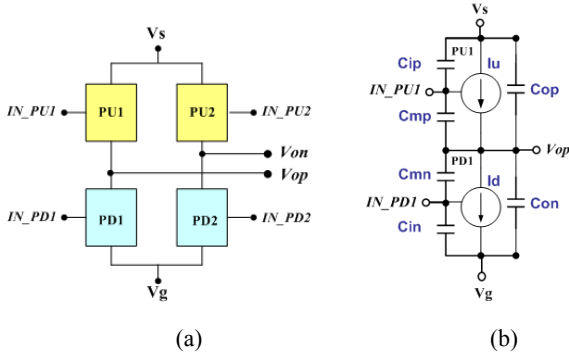 Vs
PU1 PU2
IN_PU1 IN_PU2
Von
Vop
PD1 PD2
IN_PD1 IN_PD2
Vg
(a)
Vs
Cip PU1 Iu
IN_PU1 Cop
Cmp
Vop
Cmn PD1 Id
IN_PD1 Con
Cin
Vg
(b)